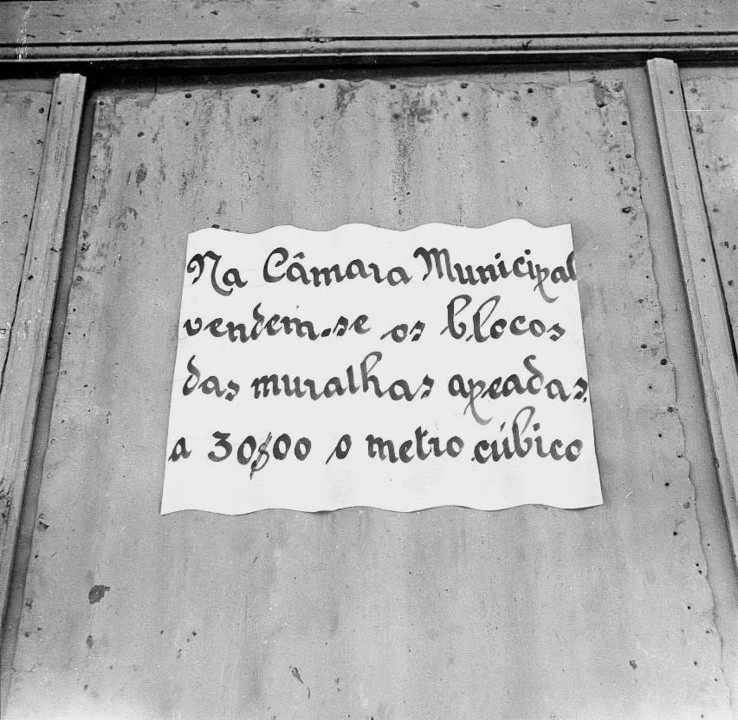 Na Câmara Municipal
vendem-se os blocos
das muralhas apeadas,
a 30$00 o metro cúbico